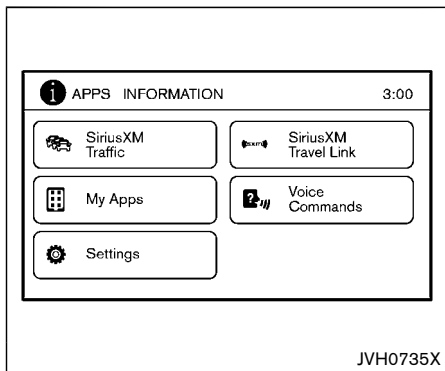 i APPS INFORMATION 3:00
SiriusXM
Traffic
SiriusXM
Travel Link
My Apps
Voice
Commands
Settings
JVH0735X